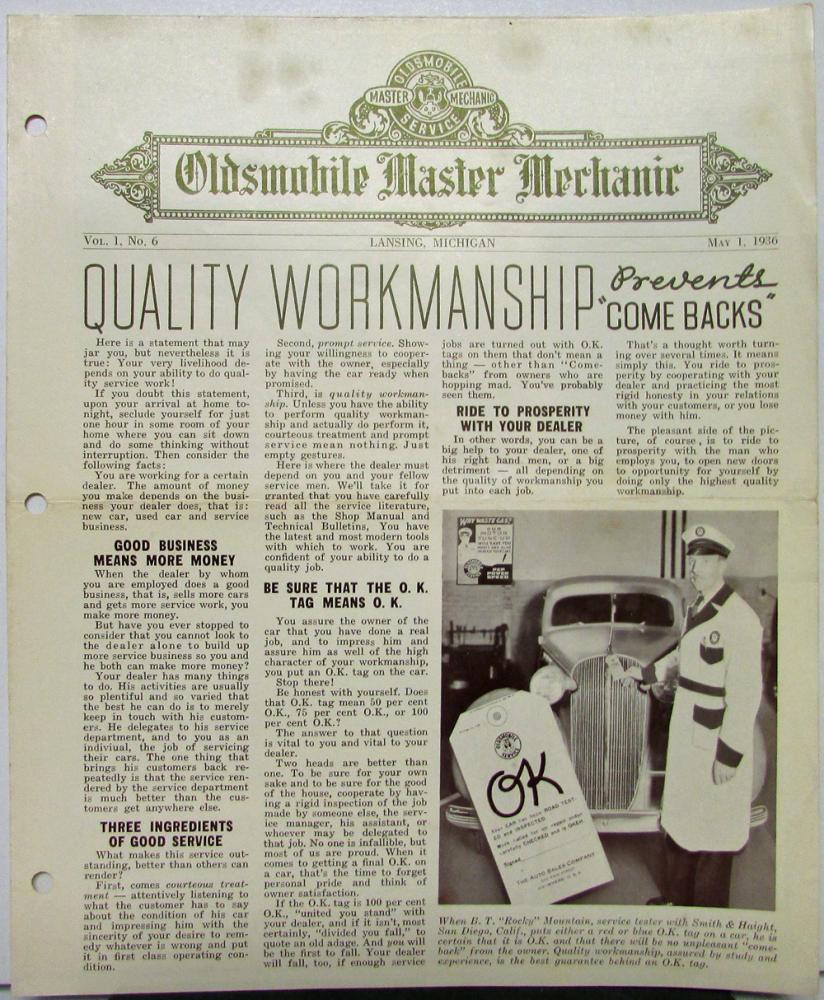 OLDSMOBILE
MASTER MECHANIC
SERVICE
Oldsmobile Master Mechanic
VOL. 1, No. 6
LANSING, MICHIGAN
MAY 1, 1936
QUALITY WORKMANSHIP Prevents
"COME BACKS"
Here is a statement that may
jar you, but nevertheless it is
true: Your very livelihood de-
pends on your ability to do qual-
ity service work!
If you doubt this statement,
upon your arrival at home to-
night, seclude yourself for just
one hour in some room of your
home where you can sit down
and do some thinking without
interruption. Then consider the
following facts:
You are working for a certain
dealer. The amount of money
you make depends on the busi-
ness your dealer does, that is:
new car, used car and service
business.
GOOD BUSINESS
MEANS MORE MONEY
When the dealer by whom
you are employed does a good
business, that is, sells more cars
and gets more service work, you
make more money.
But have you ever stopped to
consider that you cannot look to
the dealer alone to build up
more service business so you and
he both can make more money?
Your dealer has many things
to do. His activities are usually
so plentiful and so varied that
the best he can do is to merely
keep in touch with his custom-
ers. He delegates to his service
department, and to you as an
indiviual, the job of servicing
their cars. The one thing that
brings his customers back re-
peatedly is that the service ren-
dered by the service department
is much better than the cus-
tomers get anywhere else.
THREE INGREDIENTS
OF GOOD SERVICE
What makes this service out-
standing, better than others can
render?
First, comes courteous treat-
ment — attentively listening to
what the customer has to say
about the condition of his car
and impressing him with the
sincerity of your desire to rem-
edy whatever is wrong and put
it in first class operating con-
dition.
Second, prompt service. Show-
ing your willingness to cooper-
ate with the owner, especially
by having the car ready when
promised.
Third, is quality workman-
ship. Unless you have the ability
to perform quality workman-
ship and actually do perform it,
courteous treatment and prompt
service mean nothing. Just
empty gestures.
Here is where the dealer must
depend on you and your fellow
service men. We'll take it for
granted that you have carefully
read all the service literature,
such as the Shop Manual and
Technical Bulletins, You have
the latest and most modern tools
with which to work. You are
confident of your ability to do a
quality job.
BE SURE THAT THE O. K.
TAG MEANS O. K.
You assure the owner of the
car that you have done a real
job, and to impress him and
assure him as well of the high
character of your workmanship,
you put an O.K. tag on the car.
Stop there!
Be honest with yourself. Does
that O.K. tag mean 50 per cent
O.K., 75 per cent O.K., or 100
per cent O.K.?
The answer to that question
is vital to you and vital to your
dealer.
Two heads are better than
one. To be sure for your own
sake and to be sure for the good
of the house, cooperate by hav-
ing a rigid inspection of the job
made by someone else, the serv-
ice manager, his assistant, or
whoever may be delegated to
that job. No one is infallible, but
most of us are proud. When it
comes to getting a final O.K. on
a car, that's the time to forget
personal pride and think of
owner satisfaction.
If the O.K. tag is 100 per cent
O.K., "united you stand" with
your dealer, and if it isn't, most
certainly, "divided you fall," to
quote an old adage. And you will
be the first to fall. Your dealer
will fall, too, if enough service
jobs are turned out with O.K.
tags on them that don't mean a
thing — other than "Come-
backs" from owners who are
hopping mad. You've probably
seen them.
RIDE TO PROSPERITY
WITH YOUR DEALER
In other words, you can be a
big help to your dealer, one of
his right hand men, or a big
detriment — all depending on
the quality of workmanship you
put into each job.
That's a thought worth turn-
ing over several times. It means
simply this. You ride to pros-
perity by cooperating with your
dealer and practicing the most
rigid honesty in your relations
with your customers, or you lose
money with him.
The pleasant side of the pic-
ture, of course, is to ride to
prosperity with the man who
employs you, to open new doors
to opportunity for yourself by
doing only the highest quality
workmanship.
WHY WASTE GAS?
OUR
MOTOR
TUNE-UP
PEP
POWER
SPEED
OLDSMOBILE
SERVICE
OK
Your CAR has been ROAD TEST-
ED and INSPECTED.
carefully CHECKED and is OKEH.
Signed
THE AUTO SALES COMPANY
When B. T. "Rocky" Mountain, service tester with Smith & Haight,
San Diego, Calif., puts either a red or blue O.K. tag on a car, he is
certain that it is O.K. and that there will be no unpleasant "come-
back" from the owner. Quality workmanship, assured by study and
experience, is the best guarantee behind an O.K. tag.